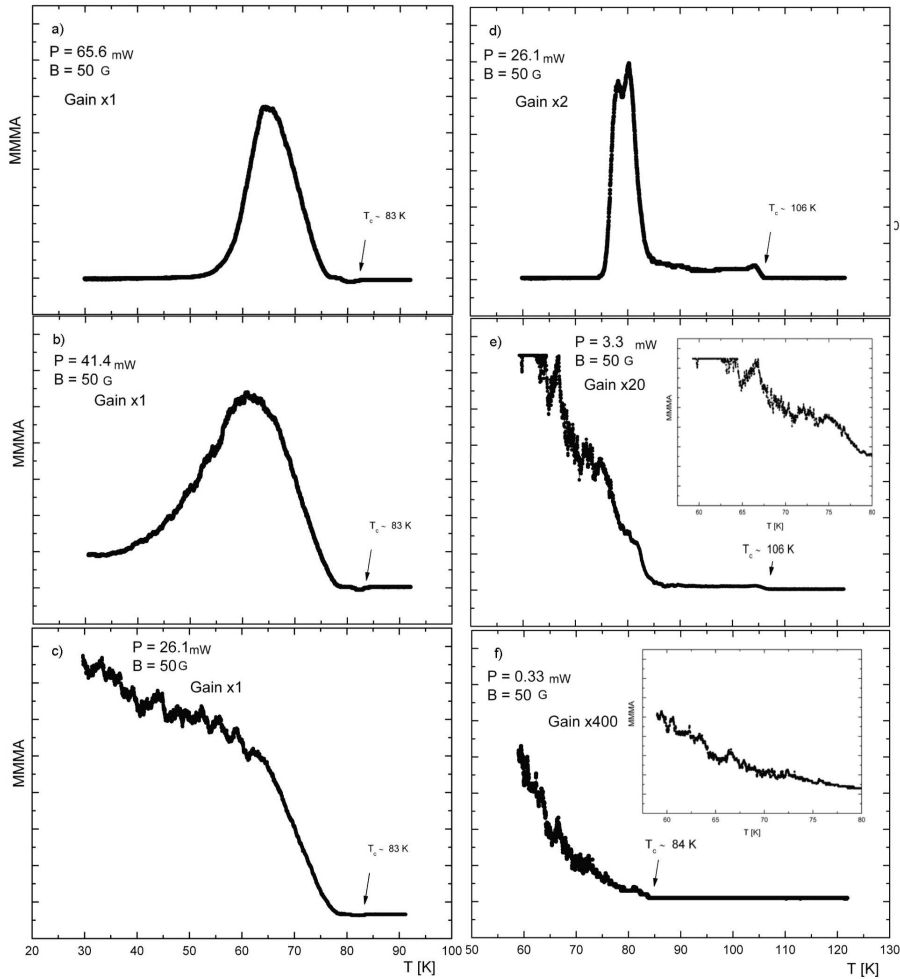 a)
P = 65.6 mW
B = 50 G
Gain x1
MMMA
T_c ~ 83 K
b)
P = 41.4 mW
B = 50 G
Gain x1
MMMA
T_c ~ 83 K
c)
P = 26.1 mW
B = 50 G
Gain x1
MMMA
T_c ~ 83 K
20 30 40 50 60 70 80 90 100
T [K]
d)
P = 26.1 mW
B = 50 G
Gain x2
T_c ~ 106 K
e)
P = 3.3 mW
B = 50 G
Gain x20
MMMA
60 65 70 75 80
T [K]
T_c ~ 106 K
f)
P = 0.33 mW
B = 50 G
Gain x400
MMMA
60 65 70 75 80
T [K]
T_c ~ 84 K
50 60 70 80 90 100 110 120 130
T [K]